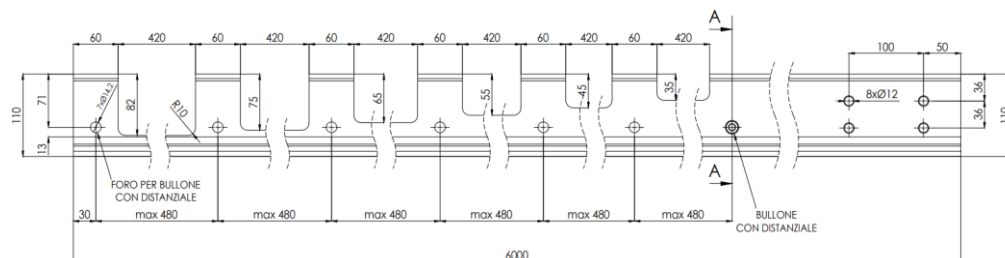 A
60 420 60 420 60 420 60 420 60 420 60 420
100 50
110
71
13
7xØ14,2
82
R10
75
65
55
45
35
8xØ12
36
36
110
A
FORO PER BULLONE
CON DISTANZIALE
BULLONE
CON DISTANZIALE
30 max 480 max 480 max 480 max 480 max 480 max 480
6000